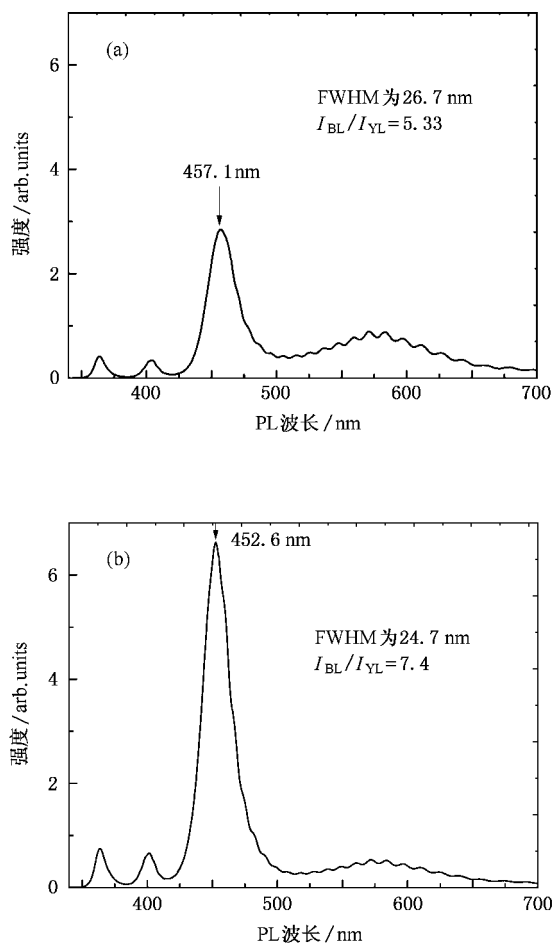 (a)
FWHM为26.7 nm
I_BL/I_YL=5.33
457.1nm
6
4
2
0
强度/arb.units
400
500
600
700
PL波长/nm
(b)
452.6 nm
FWHM为24.7 nm
I_BL/I_YL=7.4
6
4
2
0
强度/arb.units
400
500
600
700
PL波长/nm